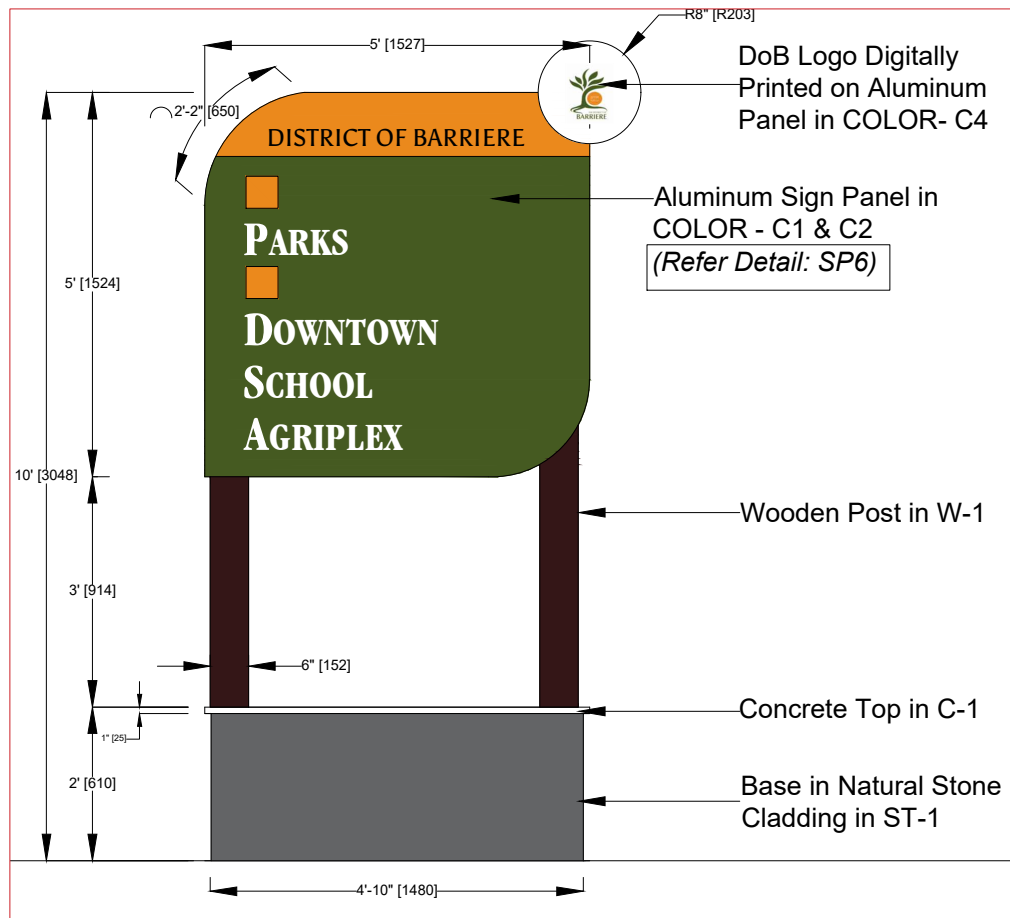 R8" [R203]
5' [1527]
DoB Logo Digitally
Printed on Aluminum
Panel in COLOR- C4
2'-2" [650]
BARRIERE
DISTRICT OF BARRIERE
Aluminum Sign Panel in
COLOR - C1 & C2
(Refer Detail: SP6)
PARKS
5' [1524]
DOWNTOWN
SCHOOL
AGRIPLEX
10' [3048]
Wooden Post in W-1
3' [914]
6" [152]
Concrete Top in C-1
1" [25]
2' [610]
Base in Natural Stone
Cladding in ST-1
4'-10" [1480]